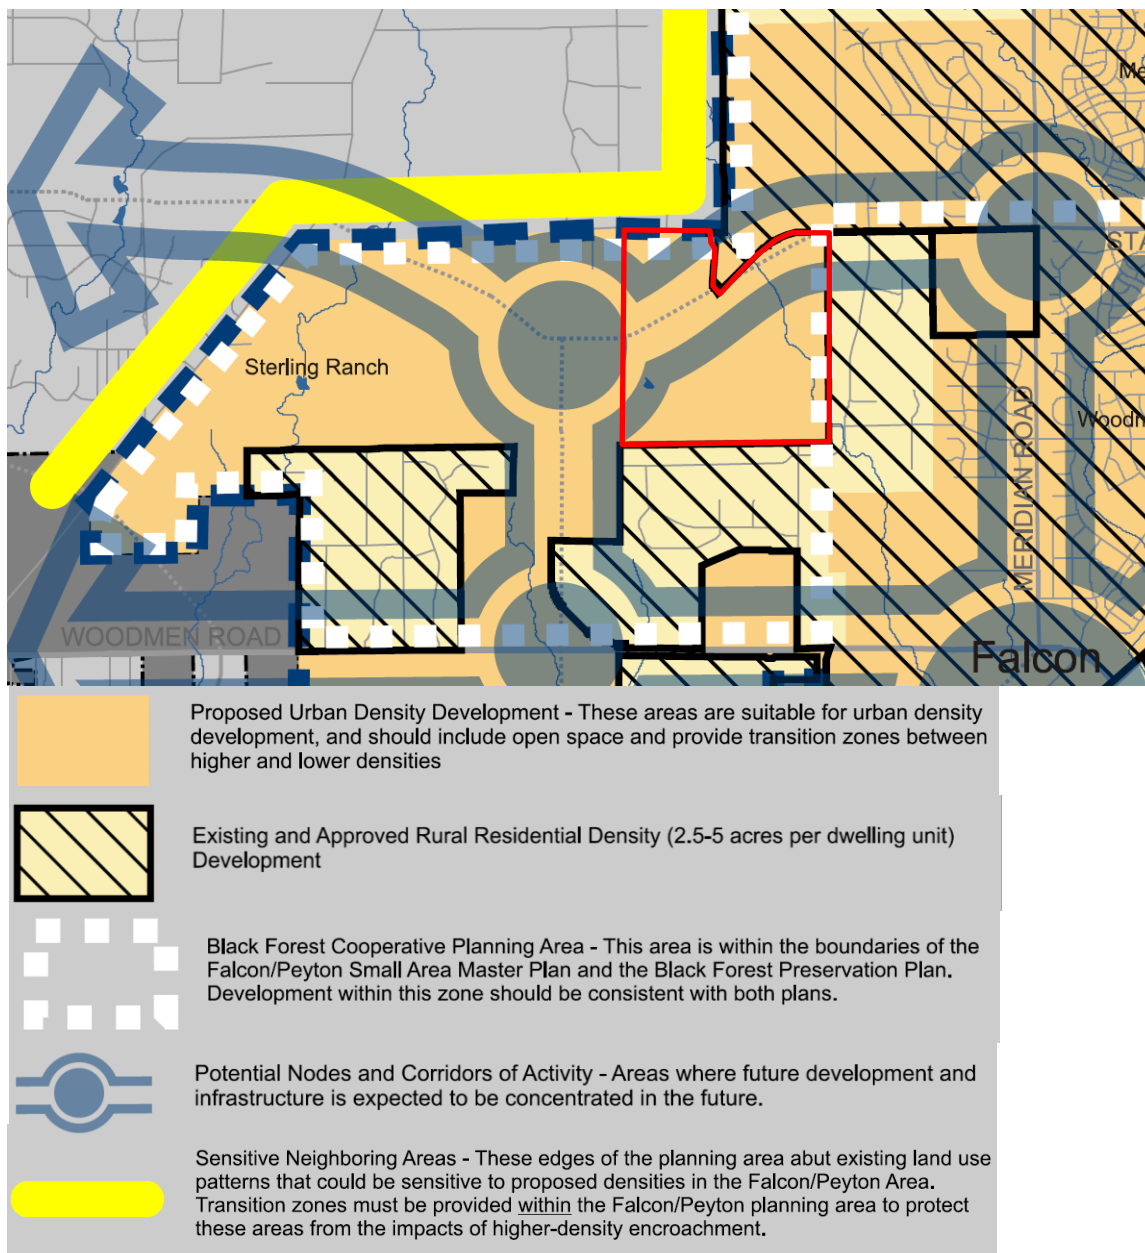 Me
STA
Sterling Ranch
Woodm
MERIDIAN ROAD
WOODMEN ROAD
Falcon
Proposed Urban Density Development - These areas are suitable for urban density
development, and should include open space and provide transition zones between
higher and lower densities
Existing and Approved Rural Residential Density (2.5-5 acres per dwelling unit)
Development
Black Forest Cooperative Planning Area - This area is within the boundaries of the
Falcon/Peyton Small Area Master Plan and the Black Forest Preservation Plan.
Development within this zone should be consistent with both plans.
Potential Nodes and Corridors of Activity - Areas where future development and
infrastructure is expected to be concentrated in the future.
Sensitive Neighboring Areas - These edges of the planning area abut existing land use
patterns that could be sensitive to proposed densities in the Falcon/Peyton Area.
Transition zones must be provided within the Falcon/Peyton planning area to protect
these areas from the impacts of higher-density encroachment.